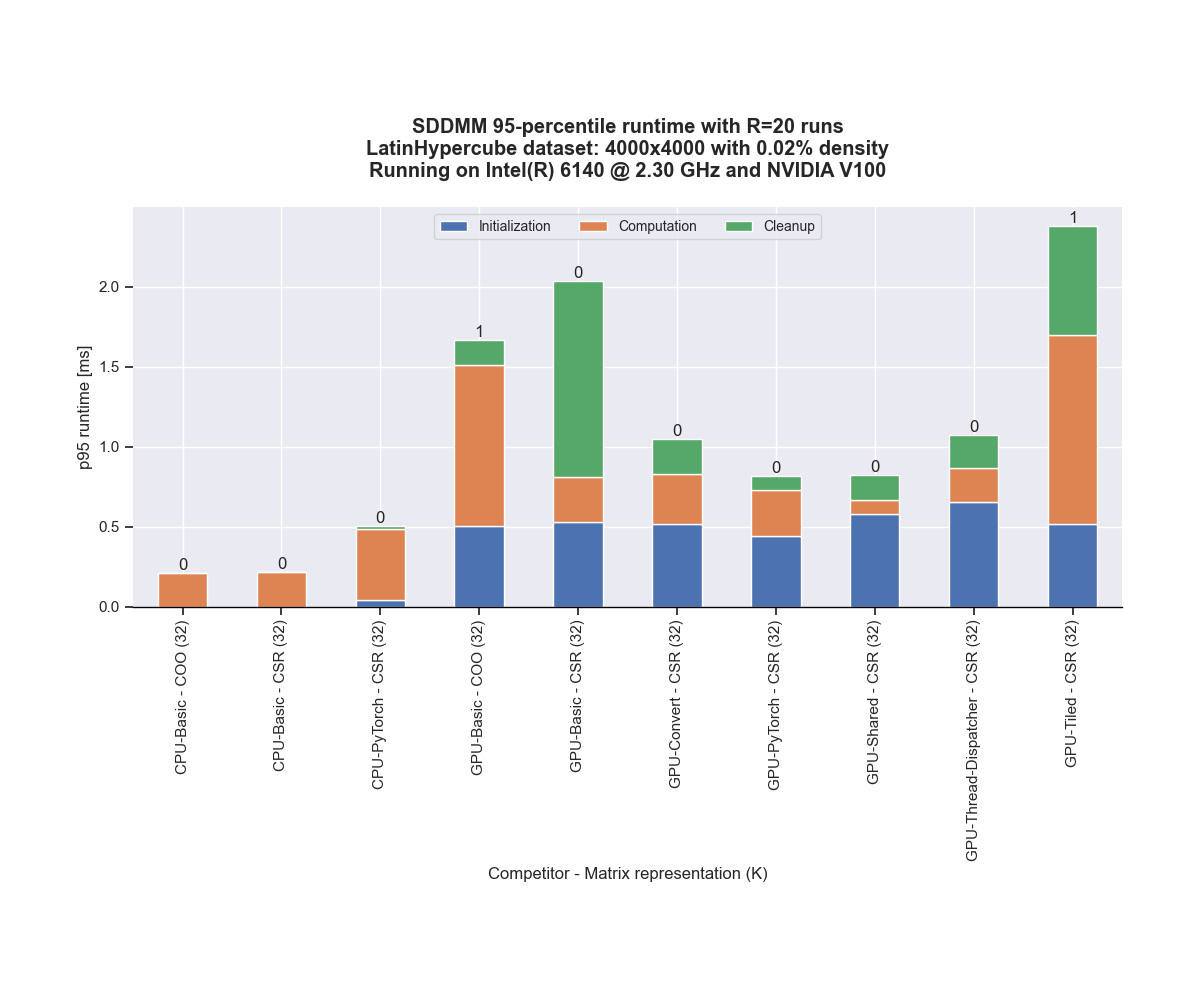 SDDMM 95-percentile runtime with R=20 runs
LatinHypercube dataset: 4000x4000 with 0.02% density
Running on Intel(R) 6140 @ 2.30 GHz and NVIDIA V100
Initialization
Computation
Cleanup
p95 runtime [ms]
2.0
1.5
1.0
0.5
0.0
0
0
0
1
0
0
0
0
0
1
CPU-Basic - COO (32)
CPU-Basic - CSR (32)
CPU-PyTorch - CSR (32)
GPU-Basic - COO (32)
GPU-Basic - CSR (32)
GPU-Convert - CSR (32)
GPU-PyTorch - CSR (32)
GPU-Shared - CSR (32)
GPU-Thread-Dispatcher - CSR (32)
GPU-Tiled - CSR (32)
Competitor - Matrix representation (K)